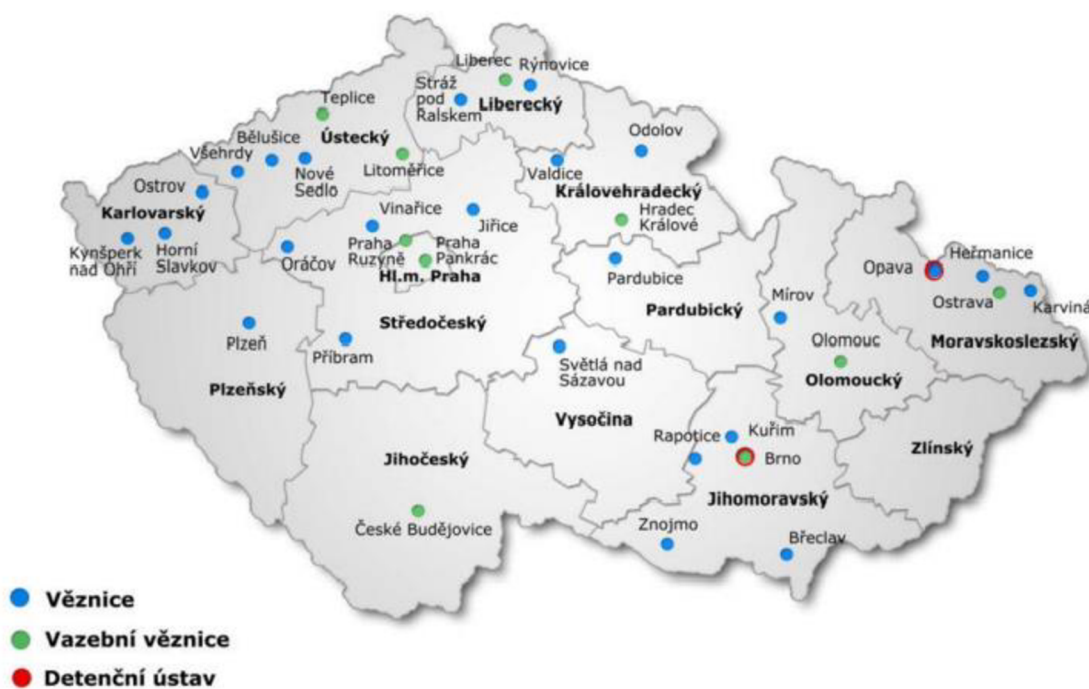 Liberec
Rýnovice
Stráž
pod
Ralskem
Liberecký
Teplice
Ústecký
Bělušice
Všehrdy
Nové
Sedlo
Litoměřice
Odolov
Valdice
Královehradecký
Hradec
Králové
Ostrov
Karlovarský
Kynšperk
nad Ohří
Horní
Slavkov
Vinařice
Jiřice
Oráčov
Praha
Ruzyně
Praha
Pankrác
Hl.m. Praha
Středočeský
Pardubice
Pardubický
Opava
Heřmanice
Ostrava
Karviná
Moravskoslezský
Mírov
Olomouc
Olomoucký
Plzeň
Plzeňský
Příbram
Světlá nad
Sázavou
Vysočina
Zlínský
Rapotice
Kuřim
Brno
Jihomoravský
Znojmo
Břeclav
Jihočeský
České Budějovice
Věznice
Vazební věznice
Detenční ústav